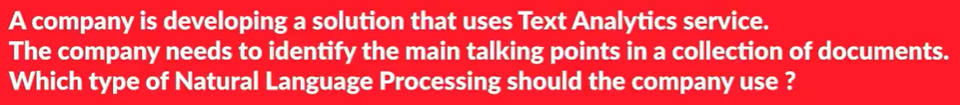 A company is developing a solution that uses Text Analytics service.
The company needs to identify the main talking points in a collection of documents.
Which type of Natural Language Processing should the company use ?